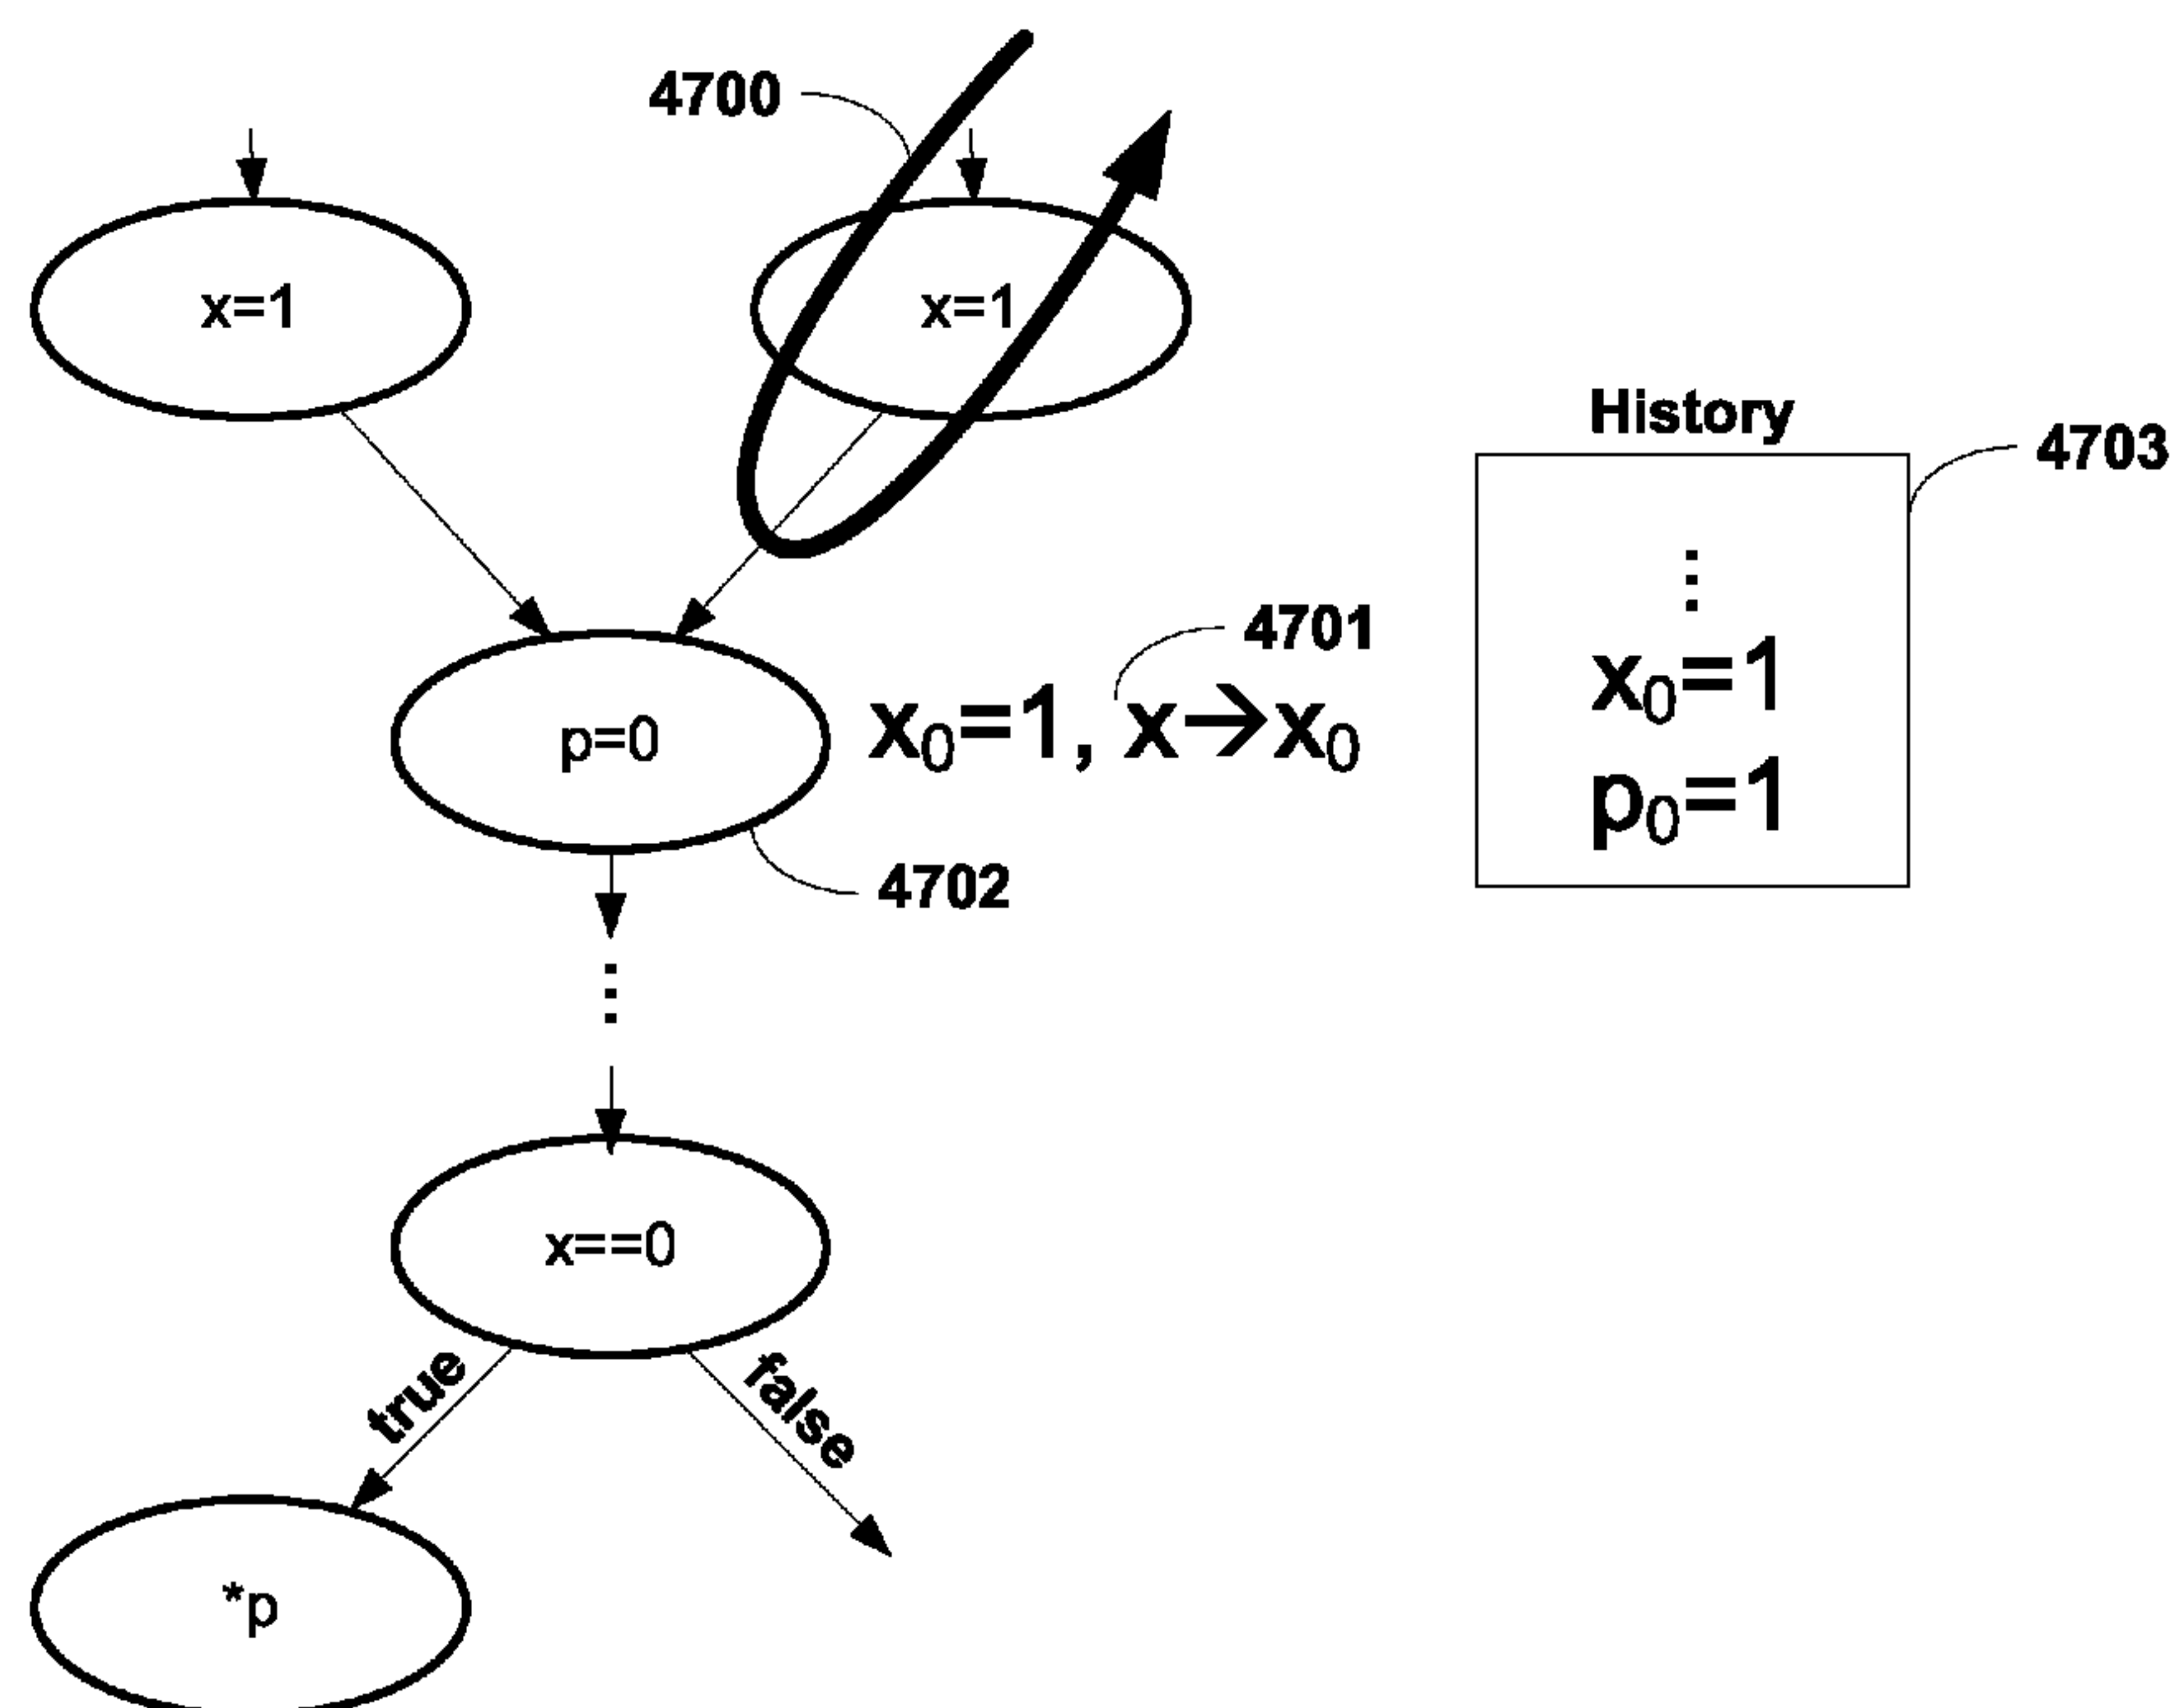 4700
x=1
x=1
History
4703
4701
p=0
x₀=1, x→x₀
⋮
x₀=1
p₀=1
4702
⋮
x==0
true
false
*p